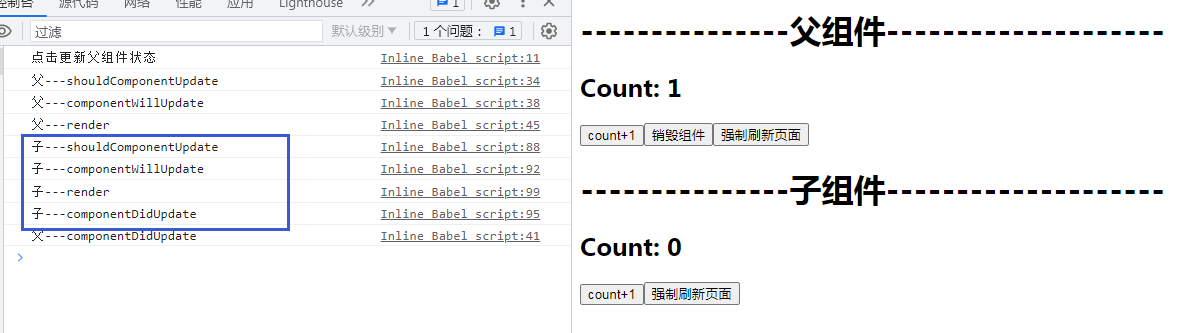 控制台 源代码 网络 性能 应用 Lighthouse 1
过滤 默认级别 1 个问题： 1
点击更新父组件状态 Inline Babel script:11
父---shouldComponentUpdate Inline Babel script:34
父---componentWillUpdate Inline Babel script:38
父---render Inline Babel script:45
子---shouldComponentUpdate Inline Babel script:88
子---componentWillUpdate Inline Babel script:92
子---render Inline Babel script:99
子---componentDidUpdate Inline Babel script:95
父---componentDidUpdate Inline Babel script:41
---------------父组件--------------------
Count: 1
count+1 销毁组件 强制刷新页面
---------------子组件--------------------
Count: 0
count+1 强制刷新页面